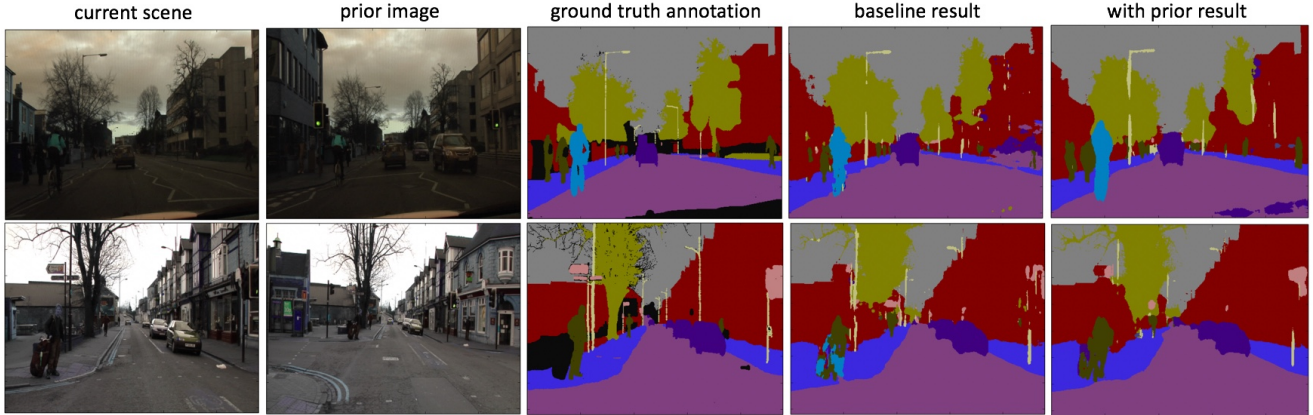 current scene
prior image
ground truth annotation
baseline result
with prior result